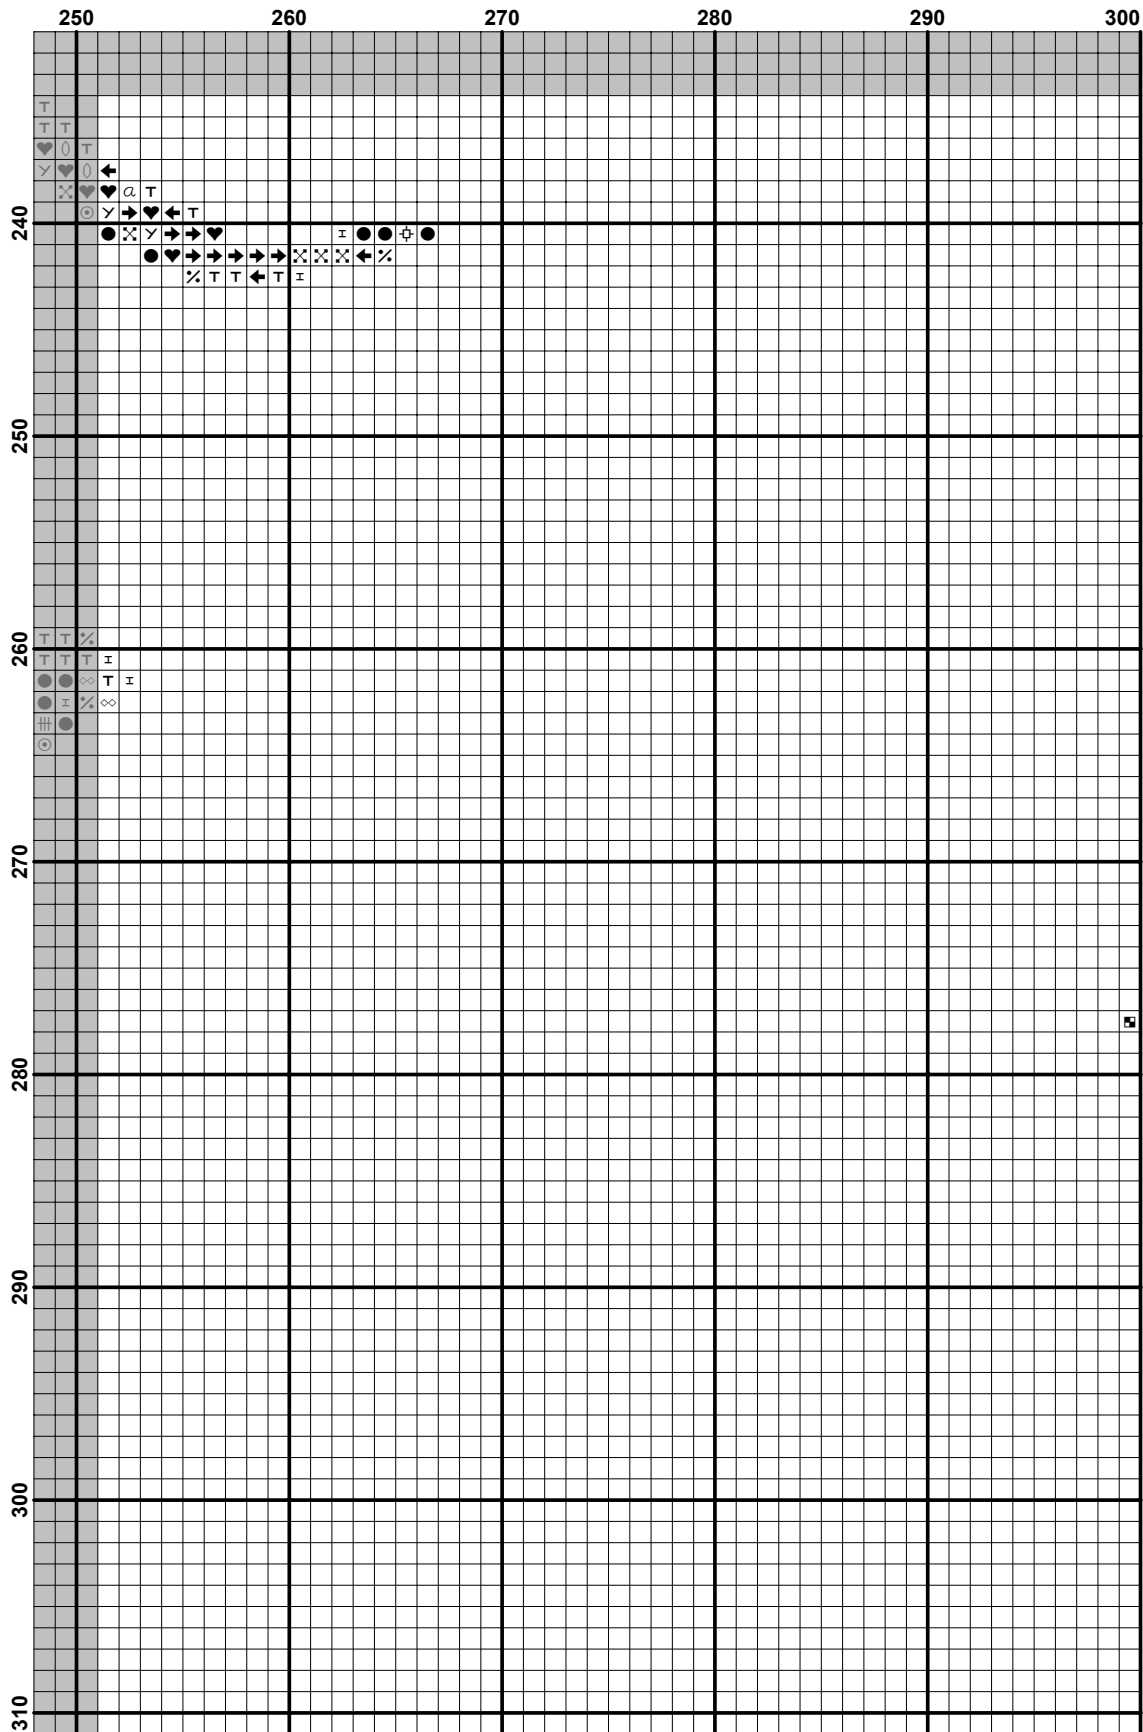 250 260 270 280 290 300
T
T T
♥ () T
Y ♥ () ←
♥ ♥ a T
⊙ Y → ♥ ← T
240
● Y → → ♥ I ● ● ●
● ♥ → → → → → ← %
% T T ← T I
250
T T %
260
T T T I
● ● ◇◇ T I
● I % ◇◇
●
⊙
270
280
290
300
310